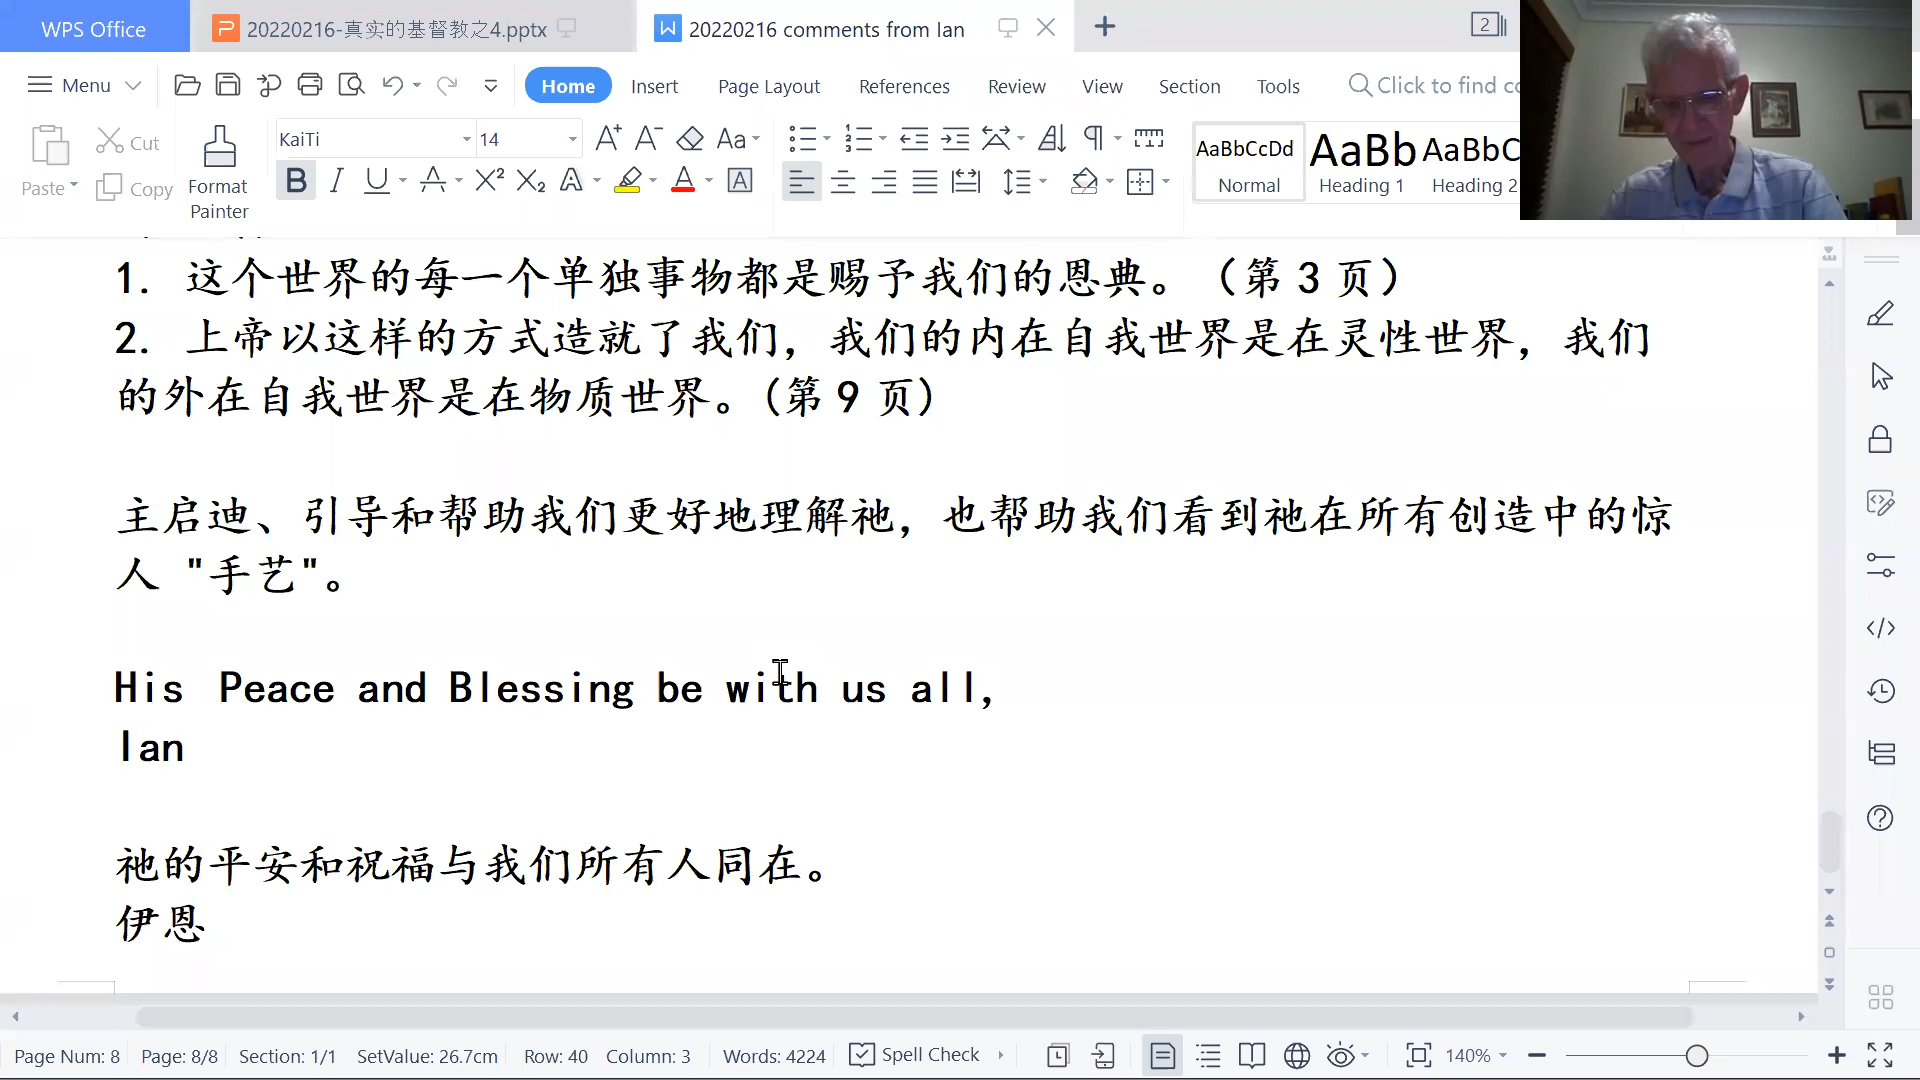 WPS Office
20220216-真实的基督教之4.pptx
20220216 comments from Ian
2
Menu
Home
Insert
Page Layout
References
Review
View
Section
Tools
Click to find co
Paste
Cut
Copy
Format
Painter
KaiTi
14
AaBbCcDd
Normal
AaBb
Heading 1
AaBbC
Heading 2
1. 这个世界的每一个单独事物都是赐予我们的恩典。（第 3 页）
2. 上帝以这样的方式造就了我们，我们的内在自我世界是在灵性世界，我们
的外在自我世界是在物质世界。（第 9 页）
主启迪、引导和帮助我们更好地理解祂，也帮助我们看到祂在所有创造中的惊
人 "手艺"。
His Peace and Blessing be with us all,
Ian
祂的平安和祝福与我们所有人同在。
伊恩
Page Num: 8
Page: 8/8
Section: 1/1
SetValue: 26.7cm
Row: 40
Column: 3
Words: 4224
Spell Check
140%